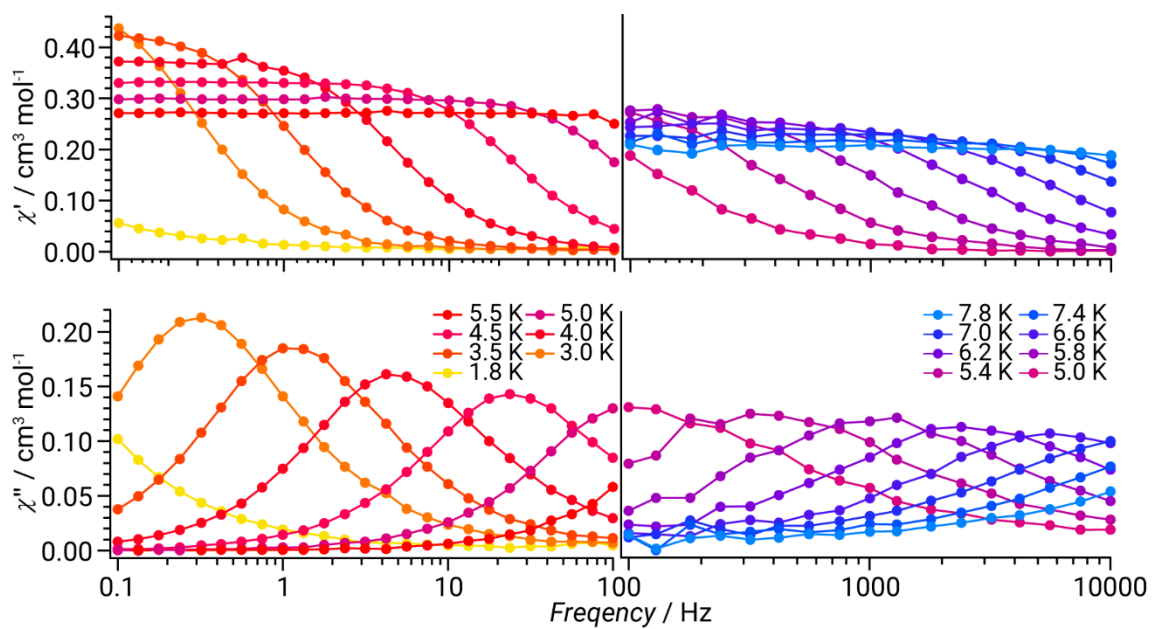 χ' / cm³ mol⁻¹
0.40
0.30
0.20
0.10
0.00
χ'' / cm³ mol⁻¹
0.20
0.15
0.10
0.05
0.00
5.5 K 5.0 K
4.5 K 4.0 K
3.5 K 3.0 K
1.8 K
7.8 K 7.4 K
7.0 K 6.6 K
6.2 K 5.8 K
5.4 K 5.0 K
0.1 1 10 100 1000 10000
Freqency / Hz